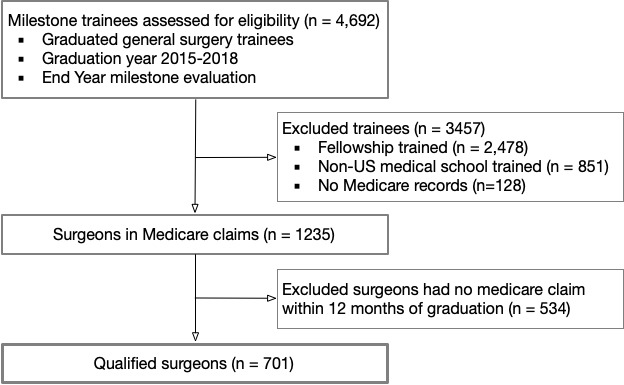 Milestone trainees assessed for eligibility (n = 4,692)
▪ Graduated general surgery trainees
▪ Graduation year 2015-2018
▪ End Year milestone evaluation
Excluded trainees (n = 3457)
▪ Fellowship trained (n = 2,478)
▪ Non-US medical school trained (n = 851)
▪ No Medicare records (n=128)
Surgeons in Medicare claims (n = 1235)
Excluded surgeons had no medicare claim
within 12 months of graduation (n = 534)
Qualified surgeons (n = 701)